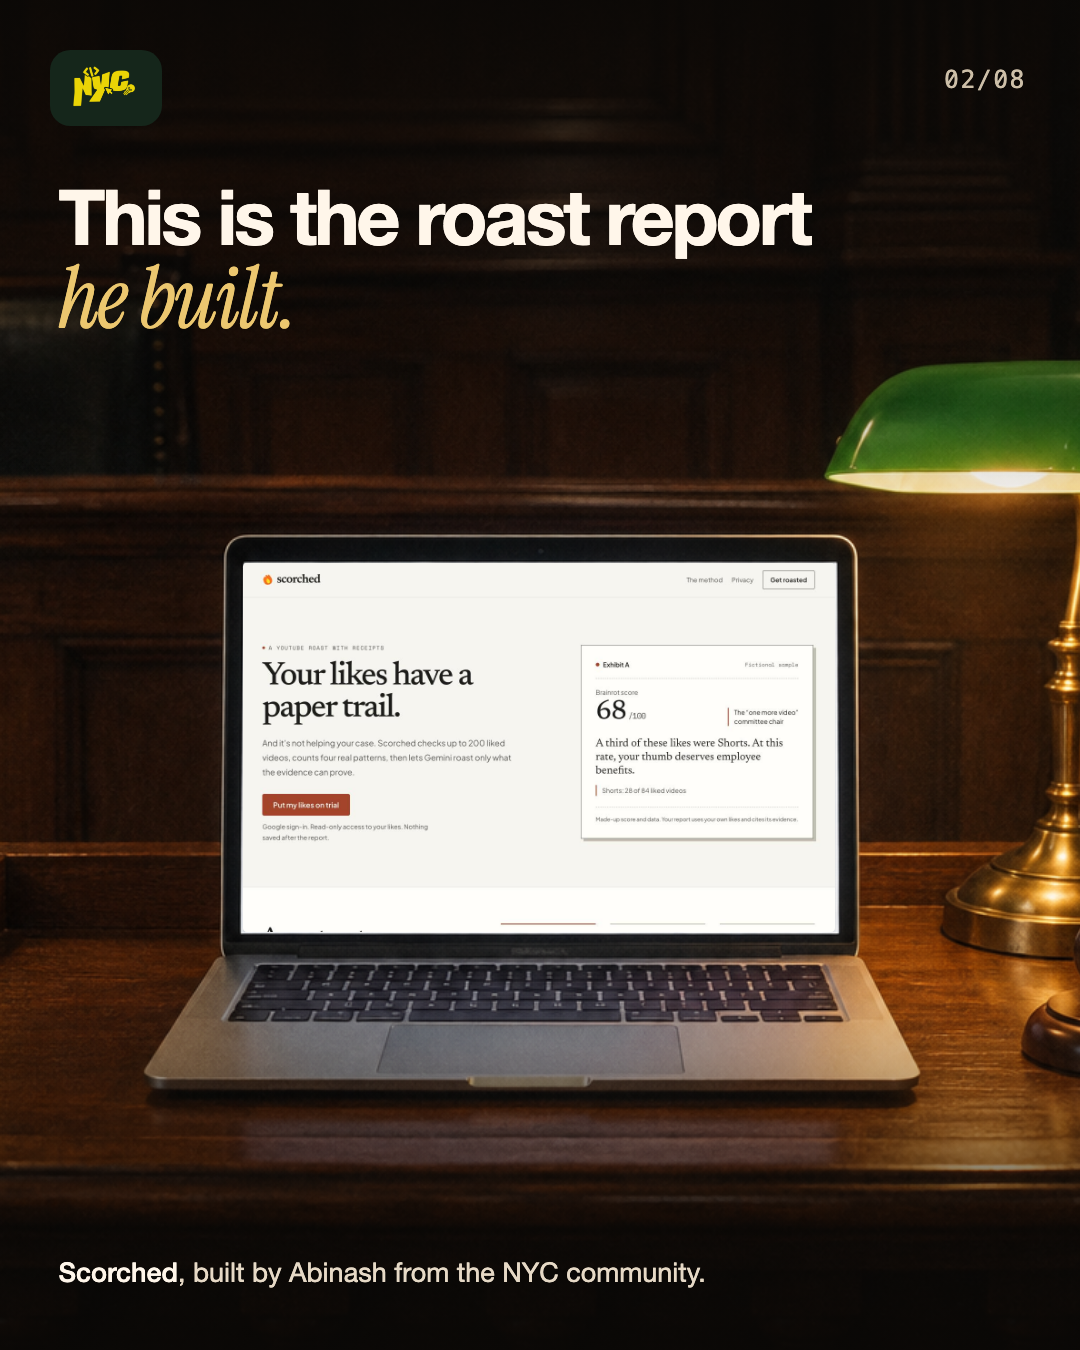 NYC
02/08
This is the roast report
he built.
scorched
The method Privacy Get roasted
A YOUTUBE ROAST WITH RECEIPTS
Your likes have a
paper trail.
And it's not helping your case. Scorched checks up to 200 liked
videos, counts four real patterns, then lets Gemini roast only what
the evidence can prove.
Put my likes on trial
Google sign-in. Read-only access to your likes. Nothing
saved after the report.
Exhibit A Fictional sample
Brainrot score
68 /100
The "one more video"
committee chair
A third of these likes were Shorts. At this
rate, your thumb deserves employee
benefits.
Shorts: 28 of 84 liked videos
Made-up score and data. Your report uses your own likes and cites its evidence.
Scorched, built by Abinash from the NYC community.